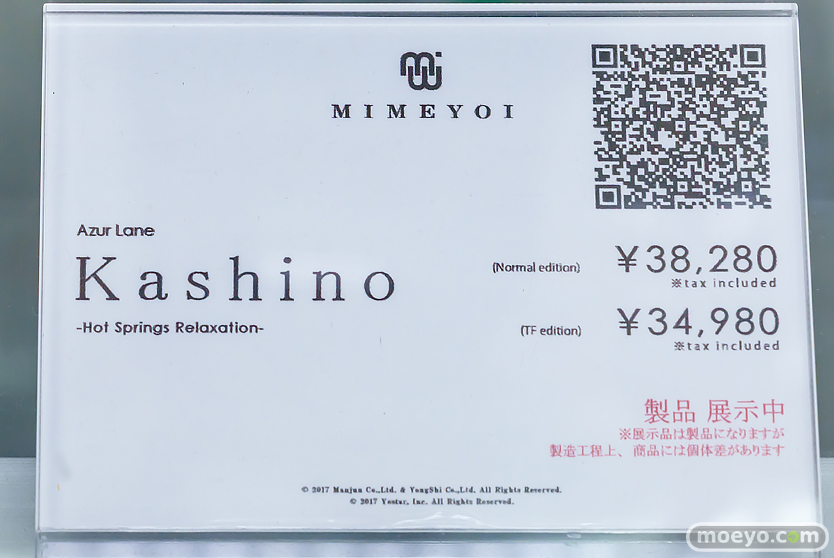 mi
MIMEYOI
Azur Lane
Kashino
-Hot Springs Relaxation-
(Normal edition) ¥38,280
※tax included
(TF edition) ¥34,980
※tax included
製品 展示中
※展示品は製品になりますが
製造工程上、商品には個体差があります
© 2017 Manjuu Co.,Ltd. & YongShi Co.,Ltd. All Rights Reserved.
© 2017 Yostar, Inc. All Rights Reserved.
moeyo.com